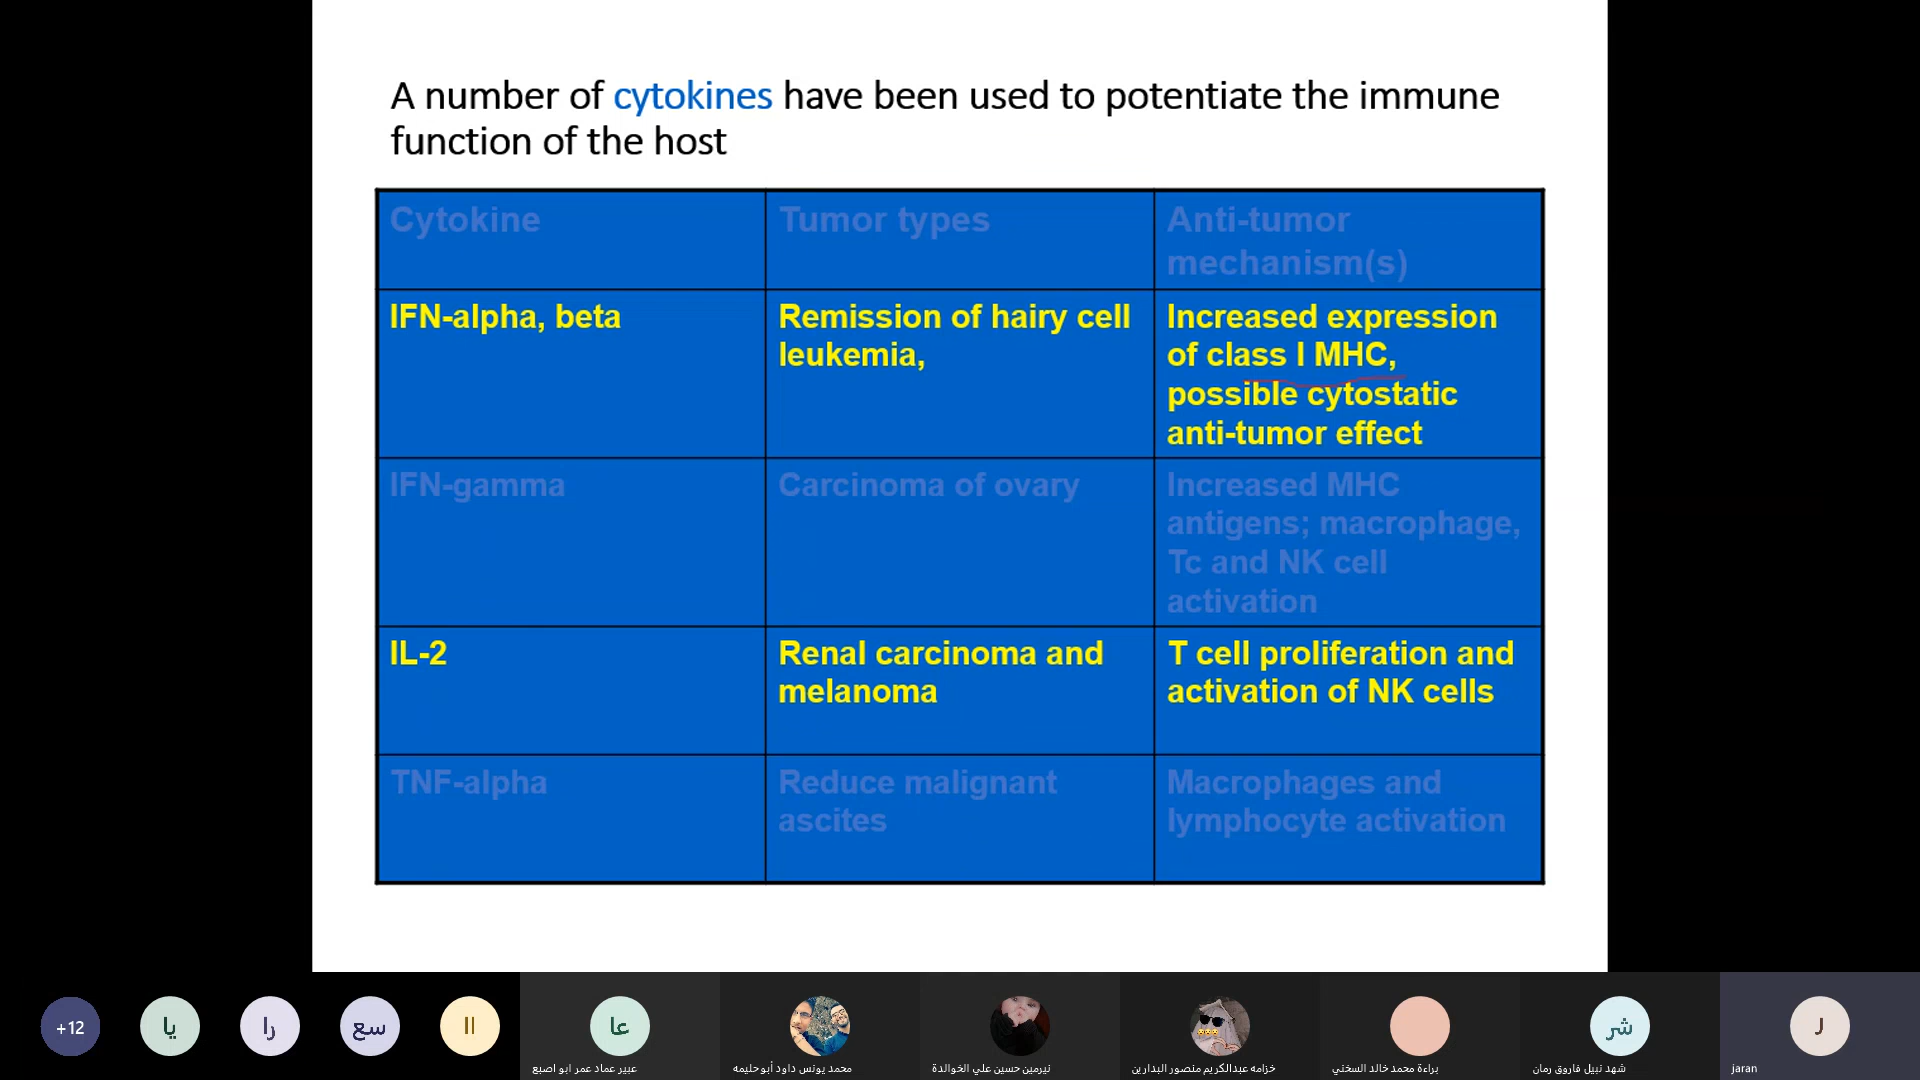 A number of cytokines have been used to potentiate the immune
function of the host
Cytokine
Tumor types
Anti-tumor
mechanism(s)
IFN-alpha, beta
Remission of hairy cell
leukemia,
Increased expression
of class I MHC,
possible cytostatic
anti-tumor effect
IFN-gamma
Carcinoma of ovary
Increased MHC
antigens; macrophage,
Tc and NK cell
activation
IL-2
Renal carcinoma and
melanoma
T cell proliferation and
activation of NK cells
TNF-alpha
Reduce malignant
ascites
Macrophages and
lymphocyte activation
+12
يا
را
سع
اا
عا
شر
J
عبير عماد عمر ابو اصبع
محمد يونس داود أبوحليمه
نيرمين حسين علي الخوالدة
خزامه عبدالكريم منصور البدارين
براءة محمد خالد السخني
شهد نبيل فاروق رمان
jaran